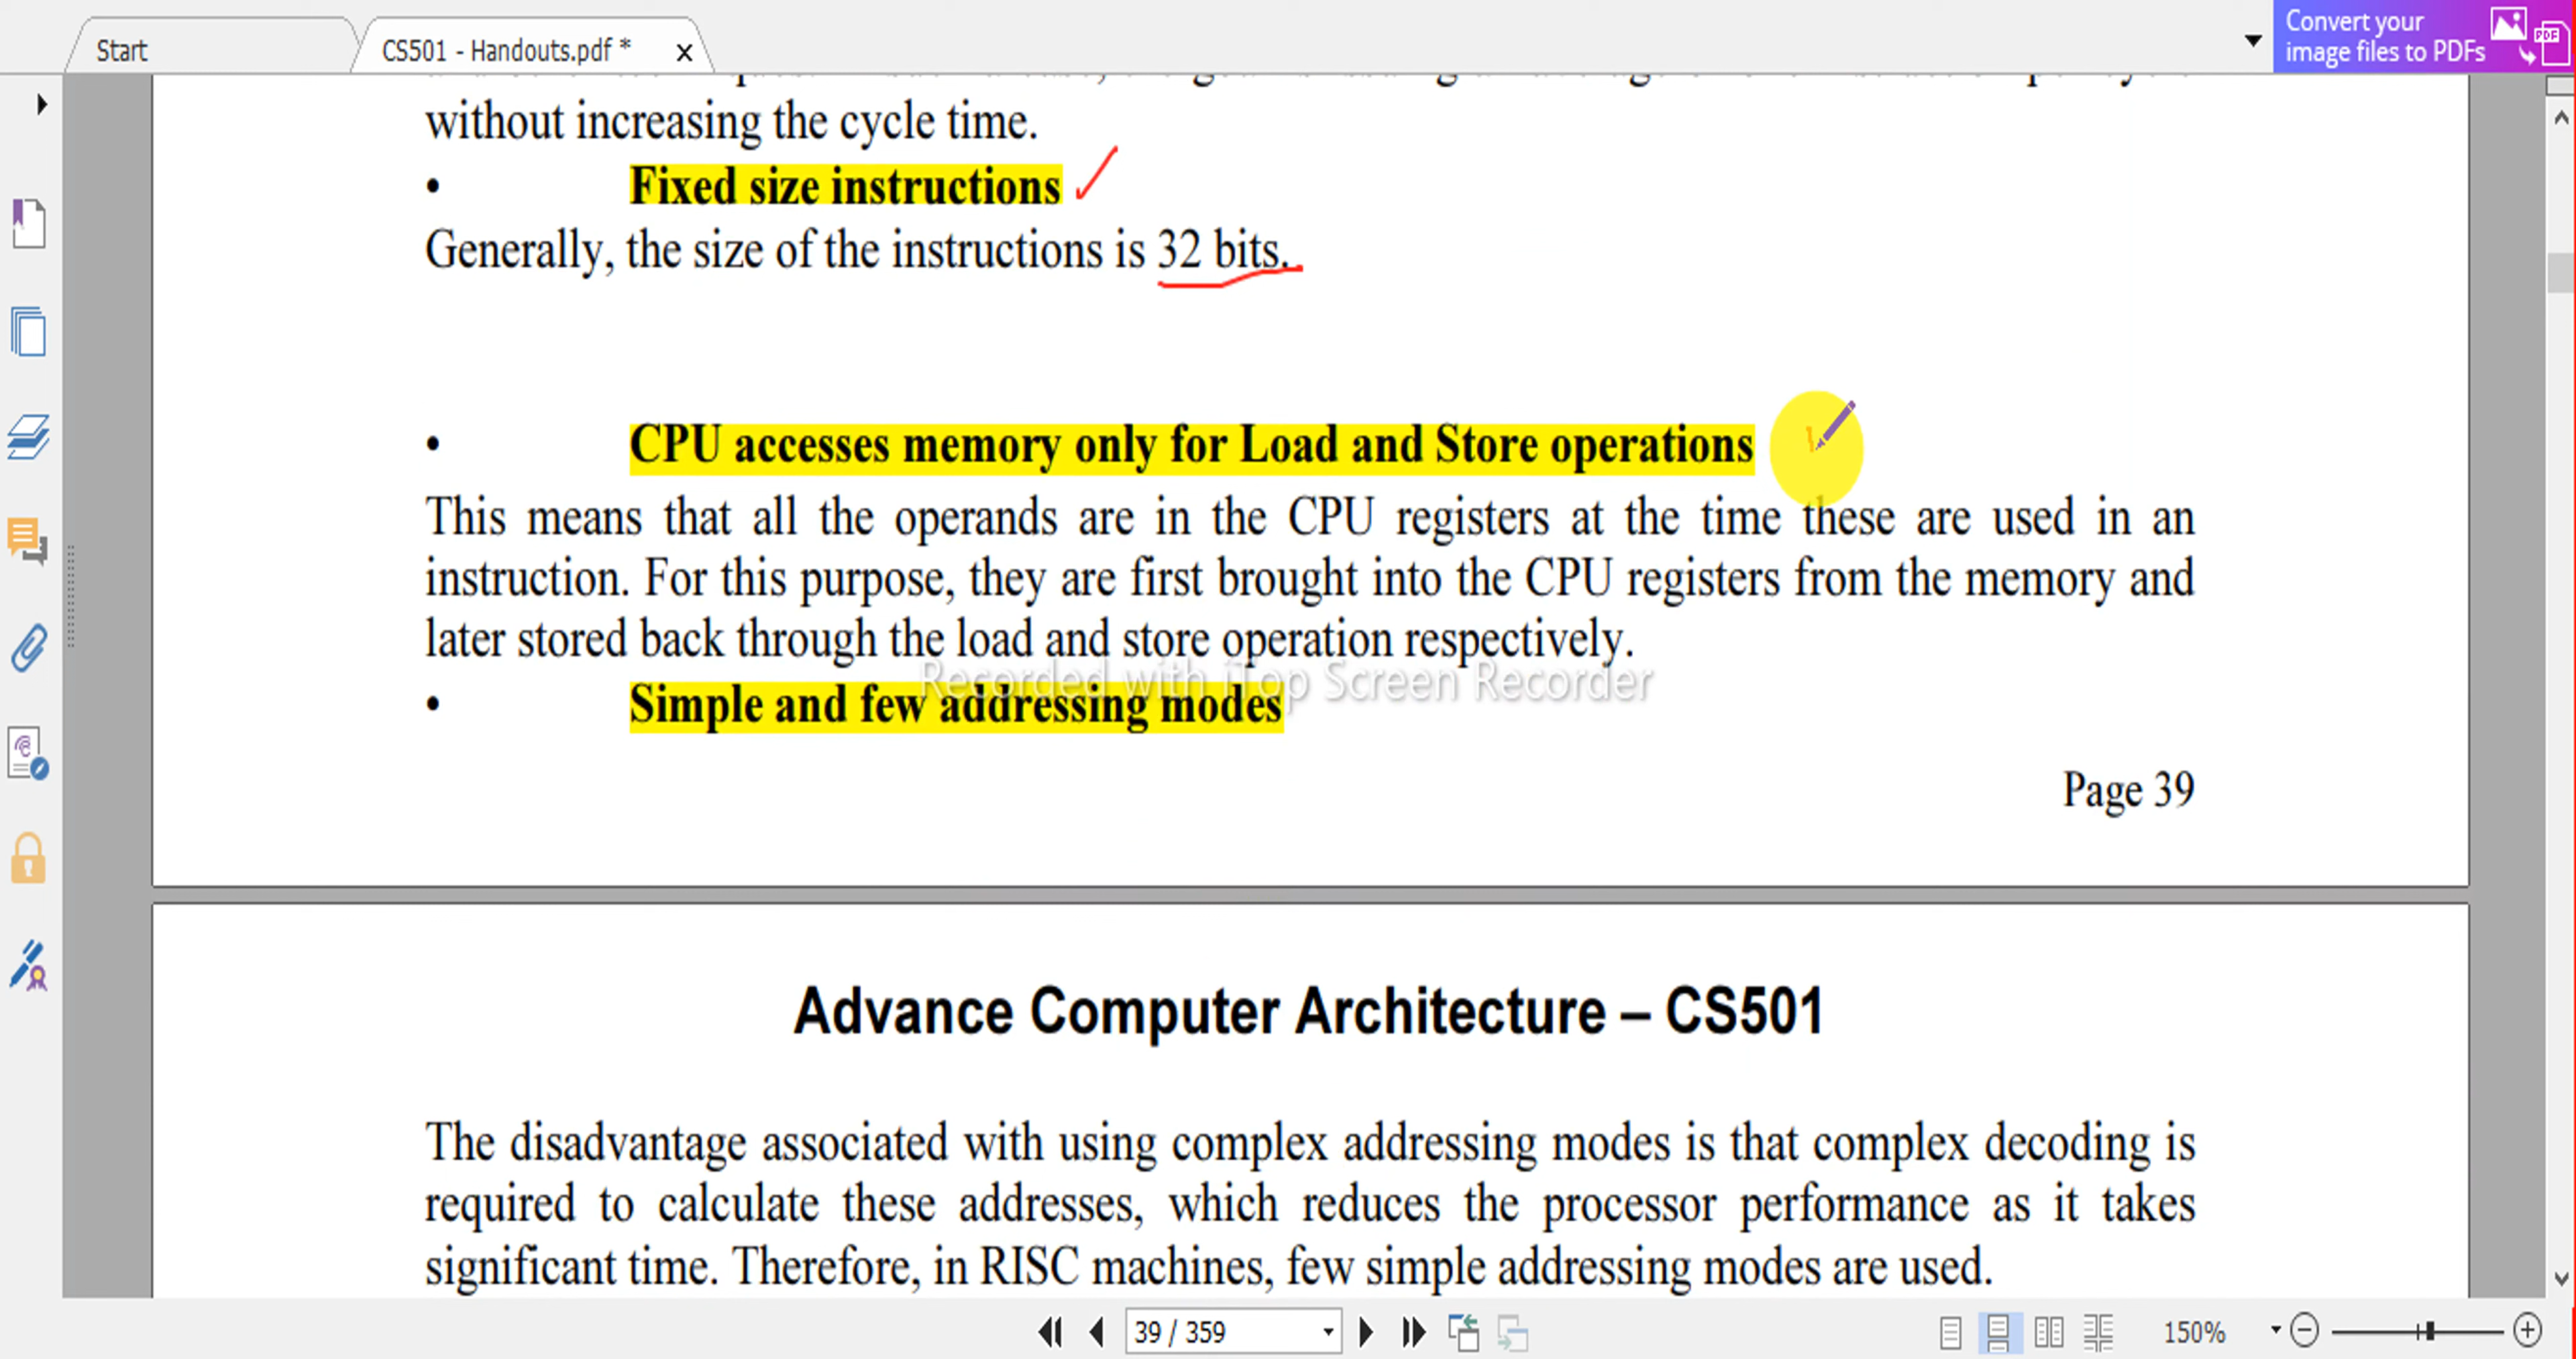 Start
CS501 - Handouts.pdf *
Convert your
image files to PDFs
PDF
without increasing the cycle time.
• Fixed size instructions
Generally, the size of the instructions is 32 bits.
• CPU accesses memory only for Load and Store operations
This means that all the operands are in the CPU registers at the time these are used in an
instruction. For this purpose, they are first brought into the CPU registers from the memory and
later stored back through the load and store operation respectively.
Recorded with iTop Screen Recorder
• Simple and few addressing modes
Page 39
Advance Computer Architecture – CS501
The disadvantage associated with using complex addressing modes is that complex decoding is
required to calculate these addresses, which reduces the processor performance as it takes
significant time. Therefore, in RISC machines, few simple addressing modes are used.
39 / 359
150%